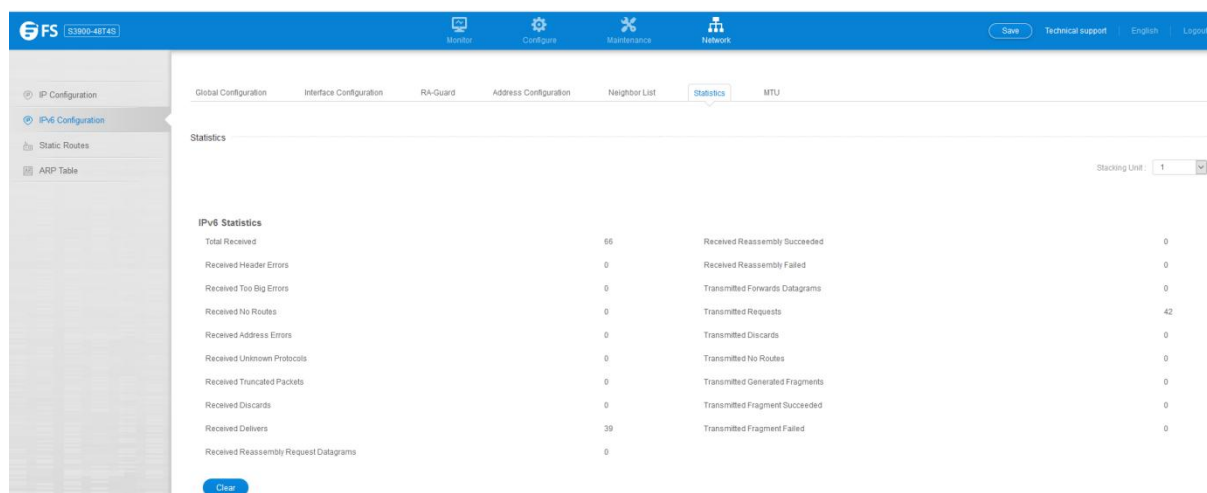 FS S3900-48T4S
Monitor Configure Maintenance Network
Save Technical support English Logout
IP Configuration
IPv6 Configuration
Static Routes
ARP Table
Global Configuration Interface Configuration RA-Guard Address Configuration Neighbor List Statistics MTU
Statistics
Stacking Unit: 1
IPv6 Statistics
Total Received 66 Received Reassembly Succeeded 0
Received Header Errors 0 Received Reassembly Failed 0
Received Too Big Errors 0 Transmitted Forwards Datagrams 0
Received No Routes 0 Transmitted Requests 42
Received Address Errors 0 Transmitted Discards 0
Received Unknown Protocols 0 Transmitted No Routes 0
Received Truncated Packets 0 Transmitted Generated Fragments 0
Received Discards 0 Transmitted Fragment Succeeded 0
Received Delivers 39 Transmitted Fragment Failed 0
Received Reassembly Request Datagrams 0
Clear